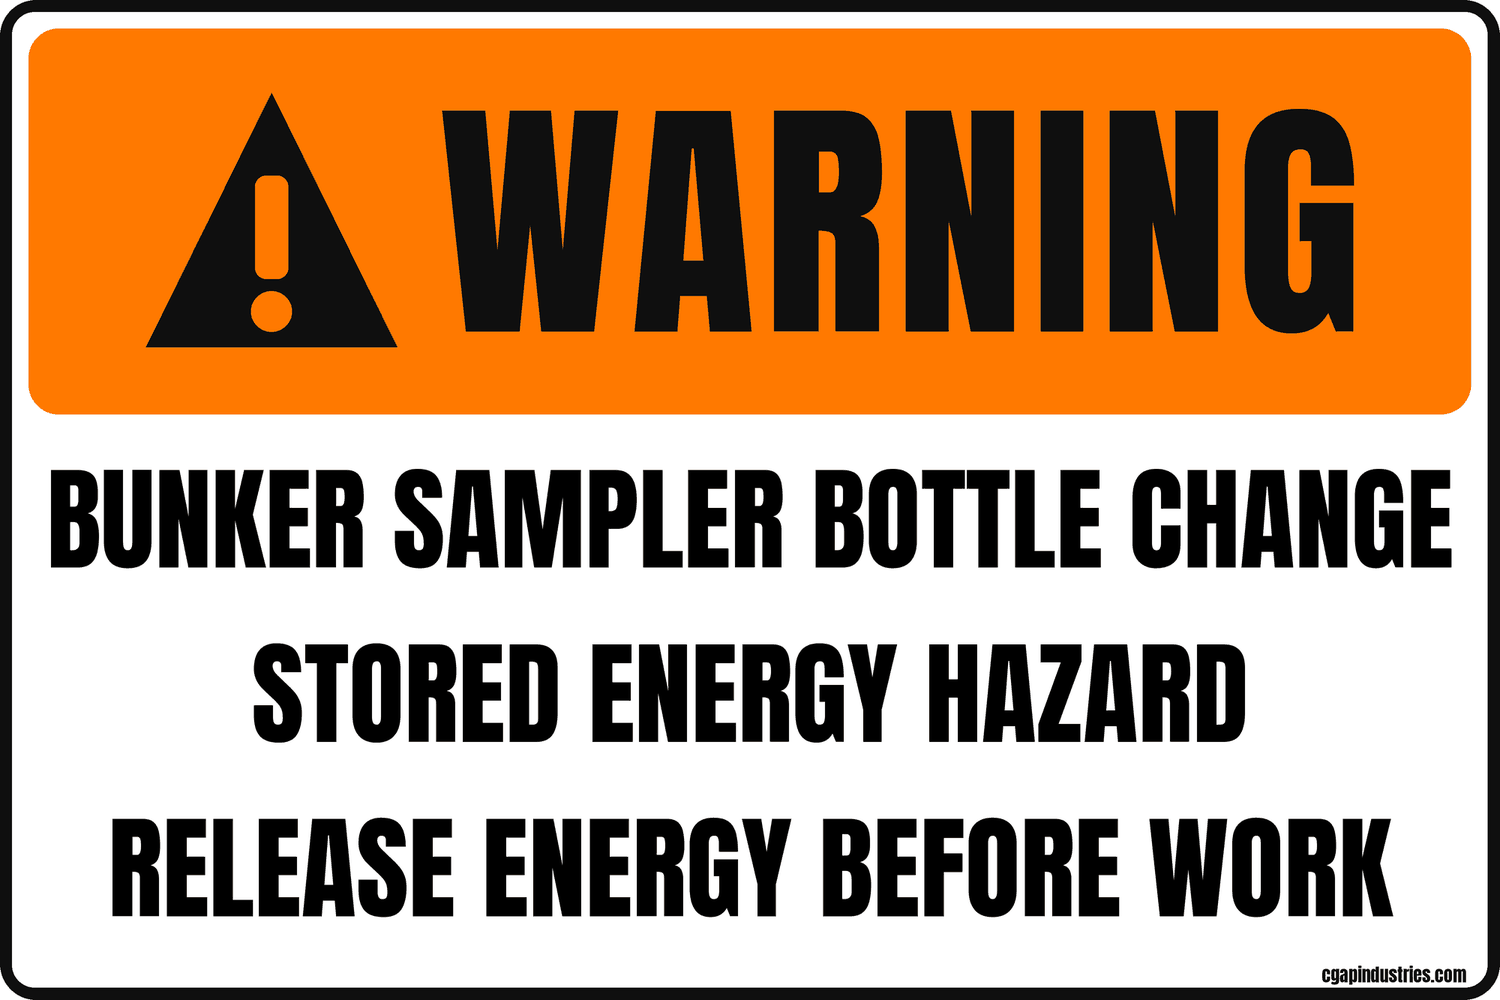 WARNING
BUNKER SAMPLER BOTTLE CHANGE
STORED ENERGY HAZARD
RELEASE ENERGY BEFORE WORK
cgapindustries.com